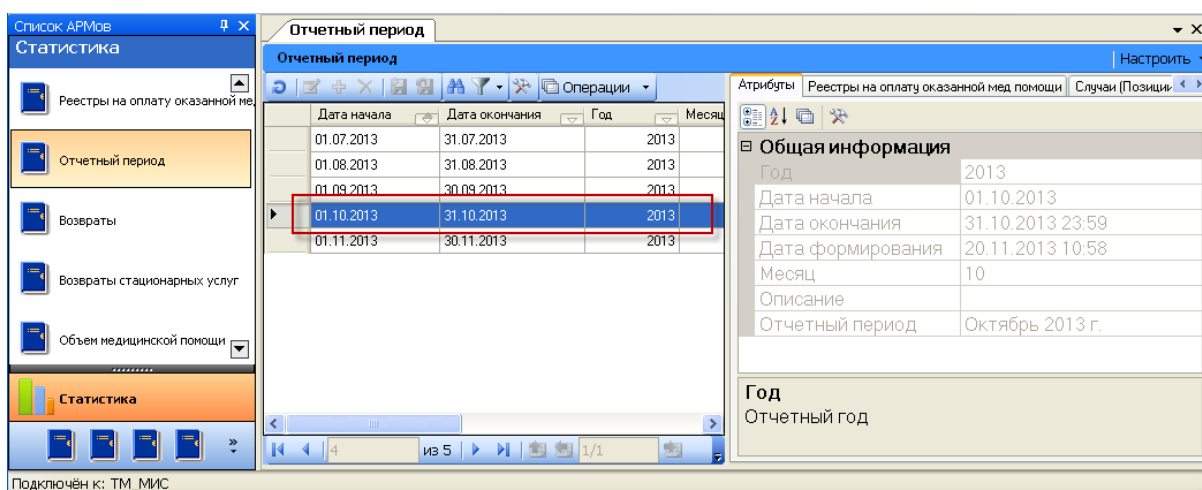 Список АРМов
Статистика
Реестры на оплату оказанной ме
Отчетный период
Возвраты
Возвраты стационарных услуг
Объем медицинской помощи
Статистика
Подключён к: ТМ_МИС
Отчетный период
Отчетный период
Настроить
Операции
Дата начала Дата окончания Год Месяц
01.07.2013 31.07.2013 2013
01.08.2013 31.08.2013 2013
01.09.2013 30.09.2013 2013
01.10.2013 31.10.2013 2013
01.11.2013 30.11.2013 2013
4 из 5 1/1
Атрибуты Реестры на оплату оказанной мед помощи Случаи (Позиции
Общая информация
Год 2013
Дата начала 01.10.2013
Дата окончания 31.10.2013 23:59
Дата формирования 20.11.2013 10:58
Месяц 10
Описание
Отчетный период Октябрь 2013 г.
Год
Отчетный год